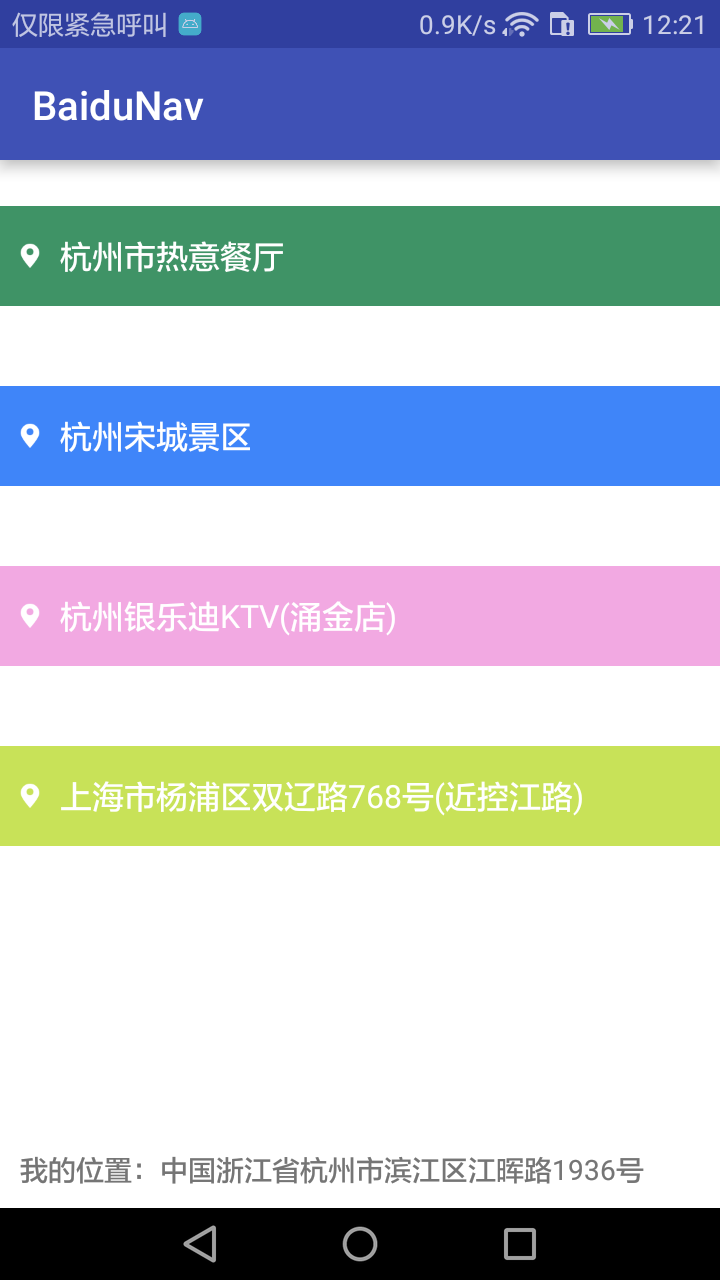 仅限紧急呼叫 0.9K/s 12:21
BaiduNav
杭州市热意餐厅
杭州宋城景区
杭州银乐迪KTV(涌金店)
上海市杨浦区双辽路768号(近控江路)
我的位置：中国浙江省杭州市滨江区江晖路1936号